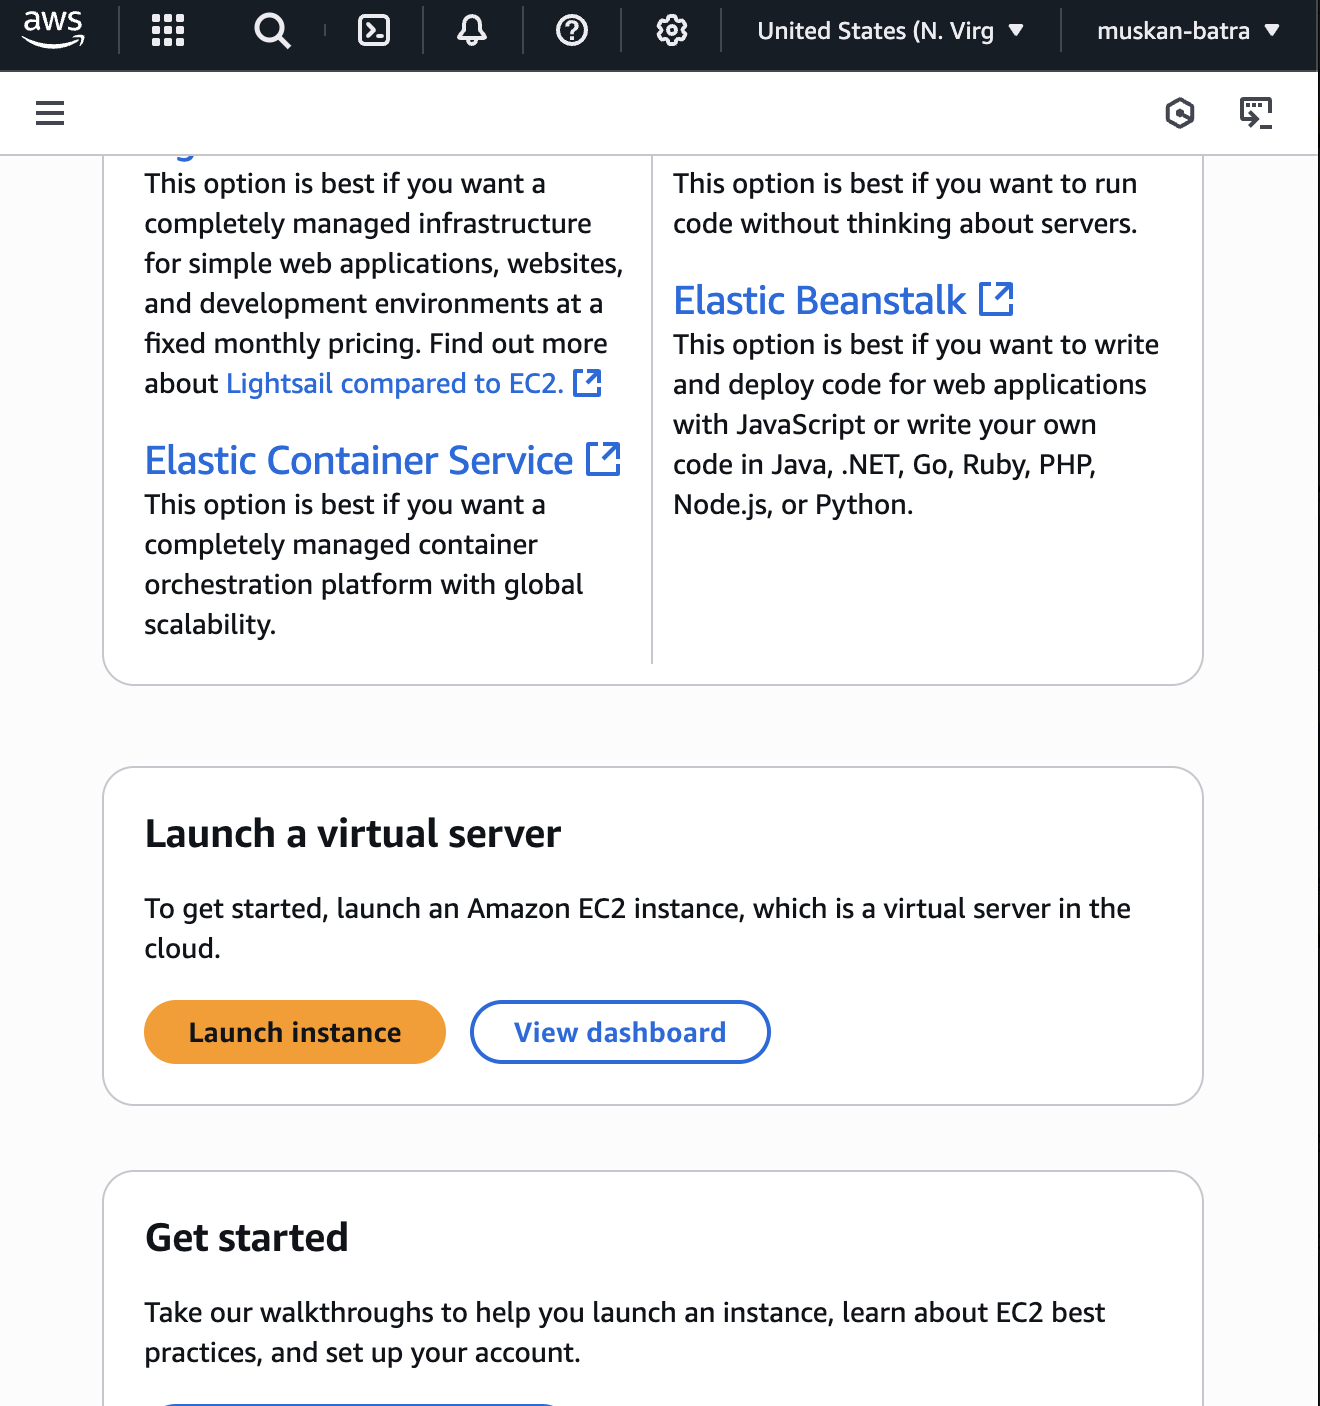 aws
United States (N. Virg
muskan-batra
This option is best if you want a
completely managed infrastructure
for simple web applications, websites,
and development environments at a
fixed monthly pricing. Find out more
about Lightsail compared to EC2.
Elastic Container Service
This option is best if you want a
completely managed container
orchestration platform with global
scalability.
This option is best if you want to run
code without thinking about servers.
Elastic Beanstalk
This option is best if you want to write
and deploy code for web applications
with JavaScript or write your own
code in Java, .NET, Go, Ruby, PHP,
Node.js, or Python.
Launch a virtual server
To get started, launch an Amazon EC2 instance, which is a virtual server in the
cloud.
Launch instance
View dashboard
Get started
Take our walkthroughs to help you launch an instance, learn about EC2 best
practices, and set up your account.